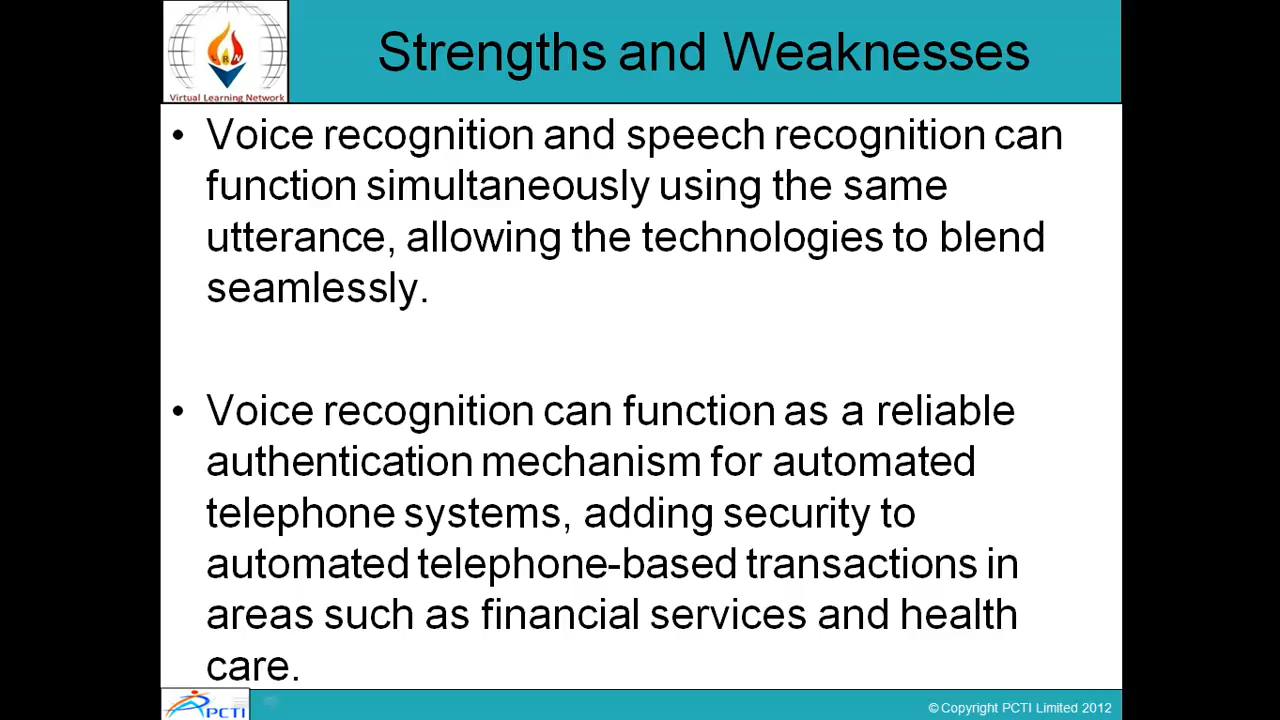 Strengths and Weaknesses
LRN
Virtual Learning Network
• Voice recognition and speech recognition can
function simultaneously using the same
utterance, allowing the technologies to blend
seamlessly.
• Voice recognition can function as a reliable
authentication mechanism for automated
telephone systems, adding security to
automated telephone-based transactions in
areas such as financial services and health
care.
PCTI
© Copyright PCTI Limited 2012